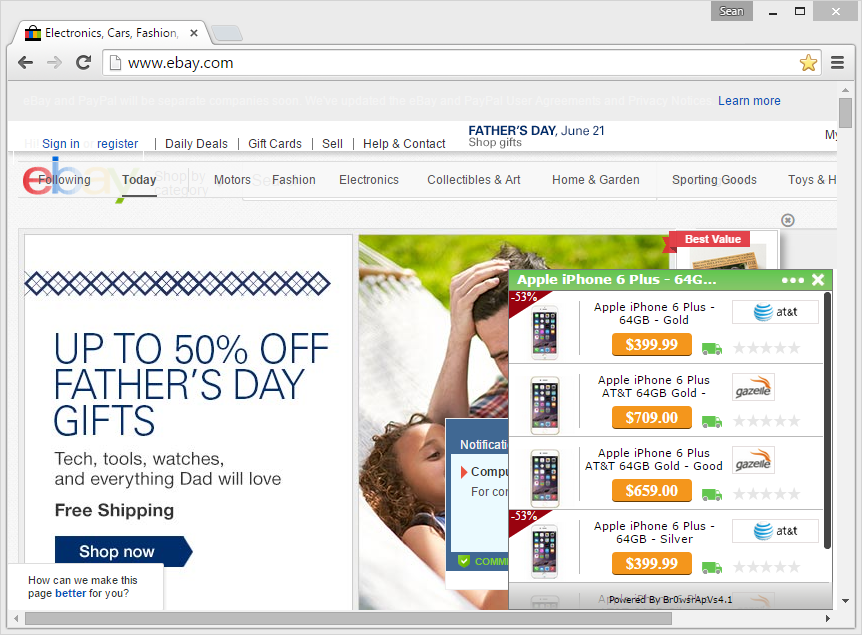 Sean
Electronics, Cars, Fashion,
www.ebay.com
eBay and PayPal will be separate companies soon. We've updated the eBay and PayPal User Agreements and Privacy Notices. Learn more
Hi! Sign in or register | Daily Deals | Gift Cards | Sell | Help & Contact
FATHER'S DAY, June 21
Shop gifts
My
ebay
Shop by
category
Following Today Motors Fashion Electronics Collectibles & Art Home & Garden Sporting Goods Toys & H
Best Value
UP TO 50% OFF
FATHER'S DAY
GIFTS
Tech, tools, watches,
and everything Dad will love
Free Shipping
Shop now
How can we make this
page better for you?
Notificati
Compu
For con
COMME
Apple iPhone 6 Plus - 64G...
-53%
Apple iPhone 6 Plus -
64GB - Gold
$399.99
at&t
Apple iPhone 6 Plus
AT&T 64GB Gold -
$709.00
gazelle
Apple iPhone 6 Plus
AT&T 64GB Gold - Good
$659.00
gazelle
-53%
Apple iPhone 6 Plus -
64GB - Silver
$399.99
at&t
Powered By Br0wsrApVs4.1